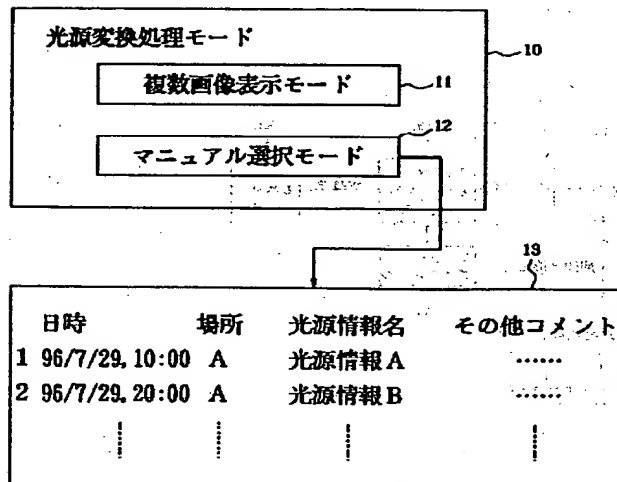 光源変換処理モード
10
複数画像表示モード
11
12
マニュアル選択モード
13
日時 場所 光源情報名 その他コメント
1 96/7/29, 10:00 A 光源情報A ……
2 96/7/29, 20:00 A 光源情報B ……